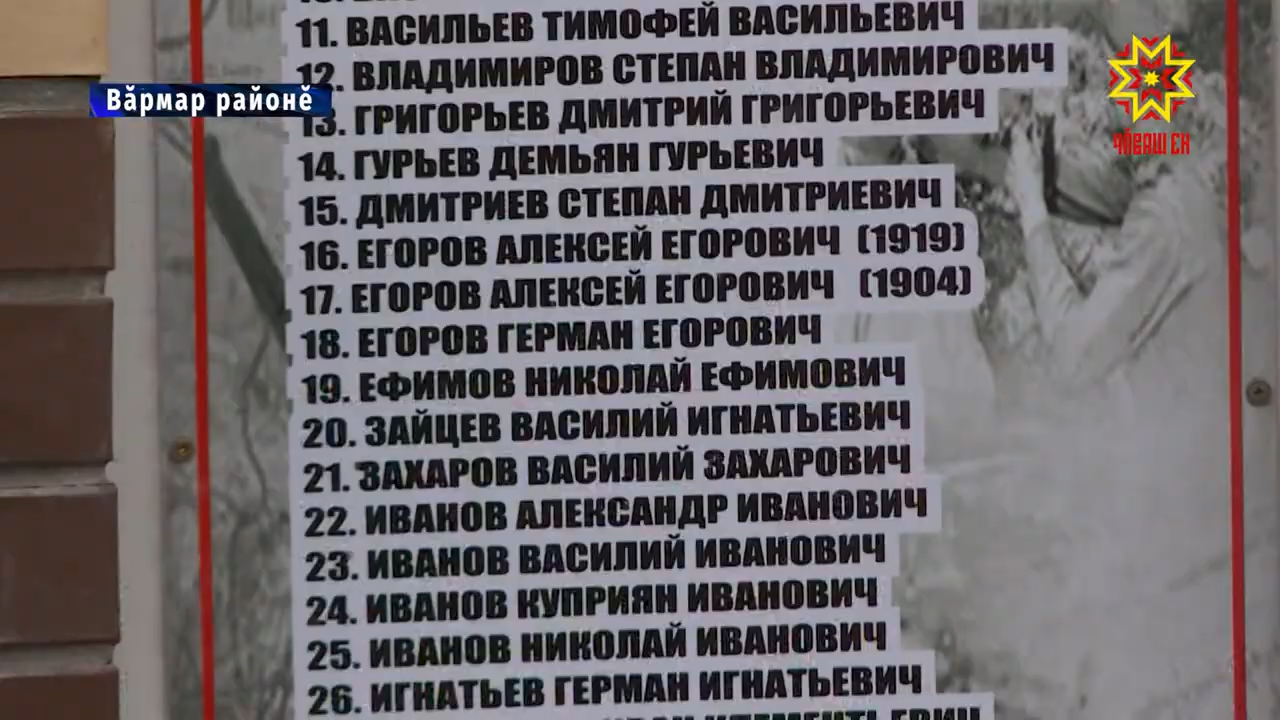 11. ВАСИЛЬЕВ ТИМОФЕЙ ВАСИЛЬЕВИЧ
12. ВЛАДИМИРОВ СТЕПАН ВЛАДИМИРОВИЧ
Вӑрмар районӗ
13. ГРИГОРЬЕВ ДМИТРИЙ ГРИГОРЬЕВИЧ
ЧӐВАШ ЕН
14. ГУРЬЕВ ДЕМЬЯН ГУРЬЕВИЧ
15. ДМИТРИЕВ СТЕПАН ДМИТРИЕВИЧ
16. ЕГОРОВ АЛЕКСЕЙ ЕГОРОВИЧ (1919)
17. ЕГОРОВ АЛЕКСЕЙ ЕГОРОВИЧ (1904)
18. ЕГОРОВ ГЕРМАН ЕГОРОВИЧ
19. ЕФИМОВ НИКОЛАЙ ЕФИМОВИЧ
20. ЗАЙЦЕВ ВАСИЛИЙ ИГНАТЬЕВИЧ
21. ЗАХАРОВ ВАСИЛИЙ ЗАХАРОВИЧ
22. ИВАНОВ АЛЕКСАНДР ИВАНОВИЧ
23. ИВАНОВ ВАСИЛИЙ ИВАНОВИЧ
24. ИВАНОВ КУПРИЯН ИВАНОВИЧ
25. ИВАНОВ НИКОЛАЙ ИВАНОВИЧ
26. ИГНАТЬЕВ ГЕРМАН ИГНАТЬЕВИЧ